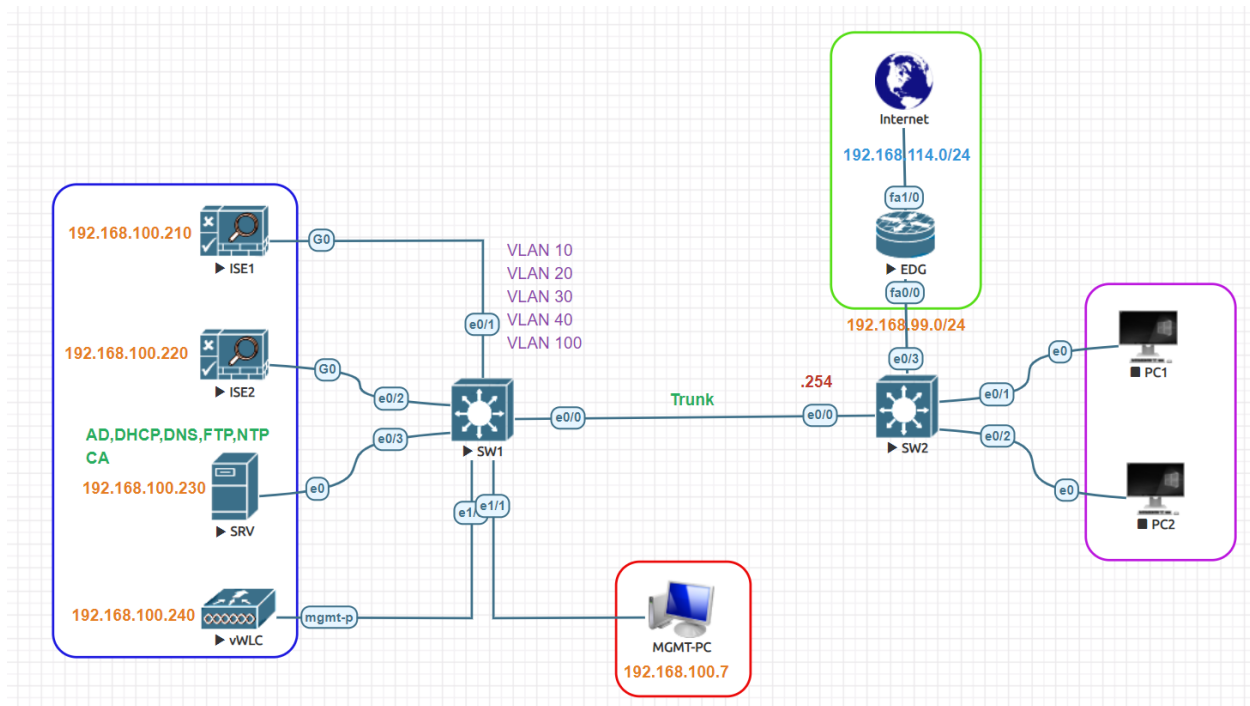 Internet
192.168.114.0/24
fa1/0
EDG
fa0/0
192.168.99.0/24
e0/3
192.168.100.210
G0
ISE1
VLAN 10
VLAN 20
VLAN 30
VLAN 40
VLAN 100
e0/1
192.168.100.220
G0
ISE2
e0/2
AD,DHCP,DNS,FTP,NTP
CA
192.168.100.230
e0
SRV
e0/3
SW1
e0/0
Trunk
.254
e0/0
SW2
e0/1
e0
PC1
e0/2
e0
PC2
e1/
e1/1
192.168.100.240
mgmt-p
vWLC
MGMT-PC
192.168.100.7